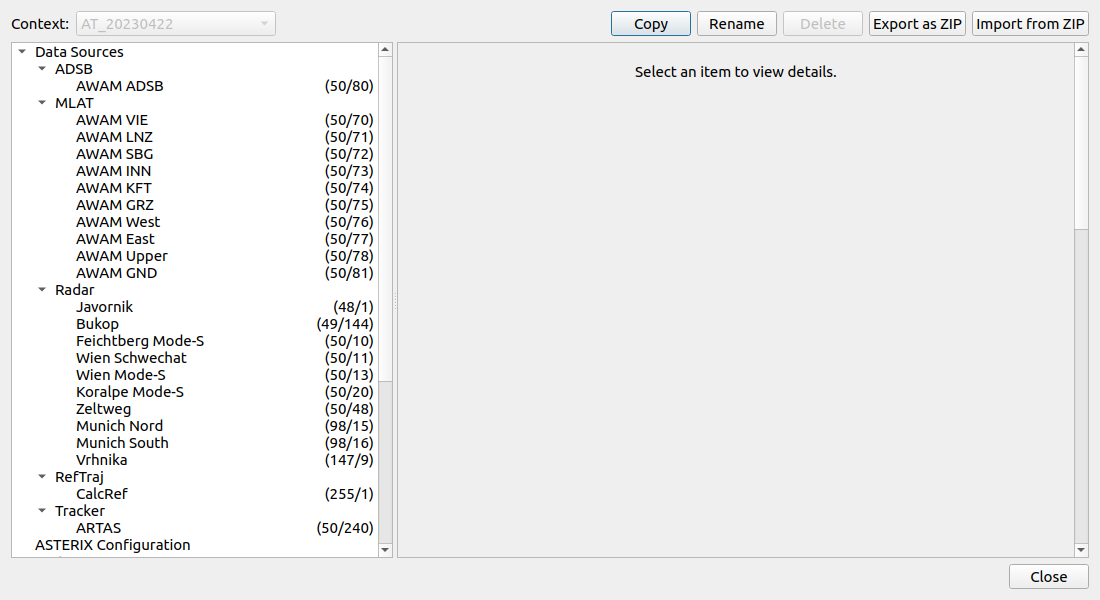 Context: AT_20230422 Copy Rename Delete Export as ZIP Import from ZIP
Data Sources
ADSB
AWAM ADSB (50/80)
MLAT
AWAM VIE (50/70)
AWAM LNZ (50/71)
AWAM SBG (50/72)
AWAM INN (50/73)
AWAM KFT (50/74)
AWAM GRZ (50/75)
AWAM West (50/76)
AWAM East (50/77)
AWAM Upper (50/78)
AWAM GND (50/81)
Radar
Javornik (48/1)
Bukop (49/144)
Feichtberg Mode-S (50/10)
Wien Schwechat (50/11)
Wien Mode-S (50/13)
Koralpe Mode-S (50/20)
Zeltweg (50/48)
Munich Nord (98/15)
Munich South (98/16)
Vrhnika (147/9)
RefTraj
CalcRef (255/1)
Tracker
ARTAS (50/240)
ASTERIX Configuration
Select an item to view details.
Close